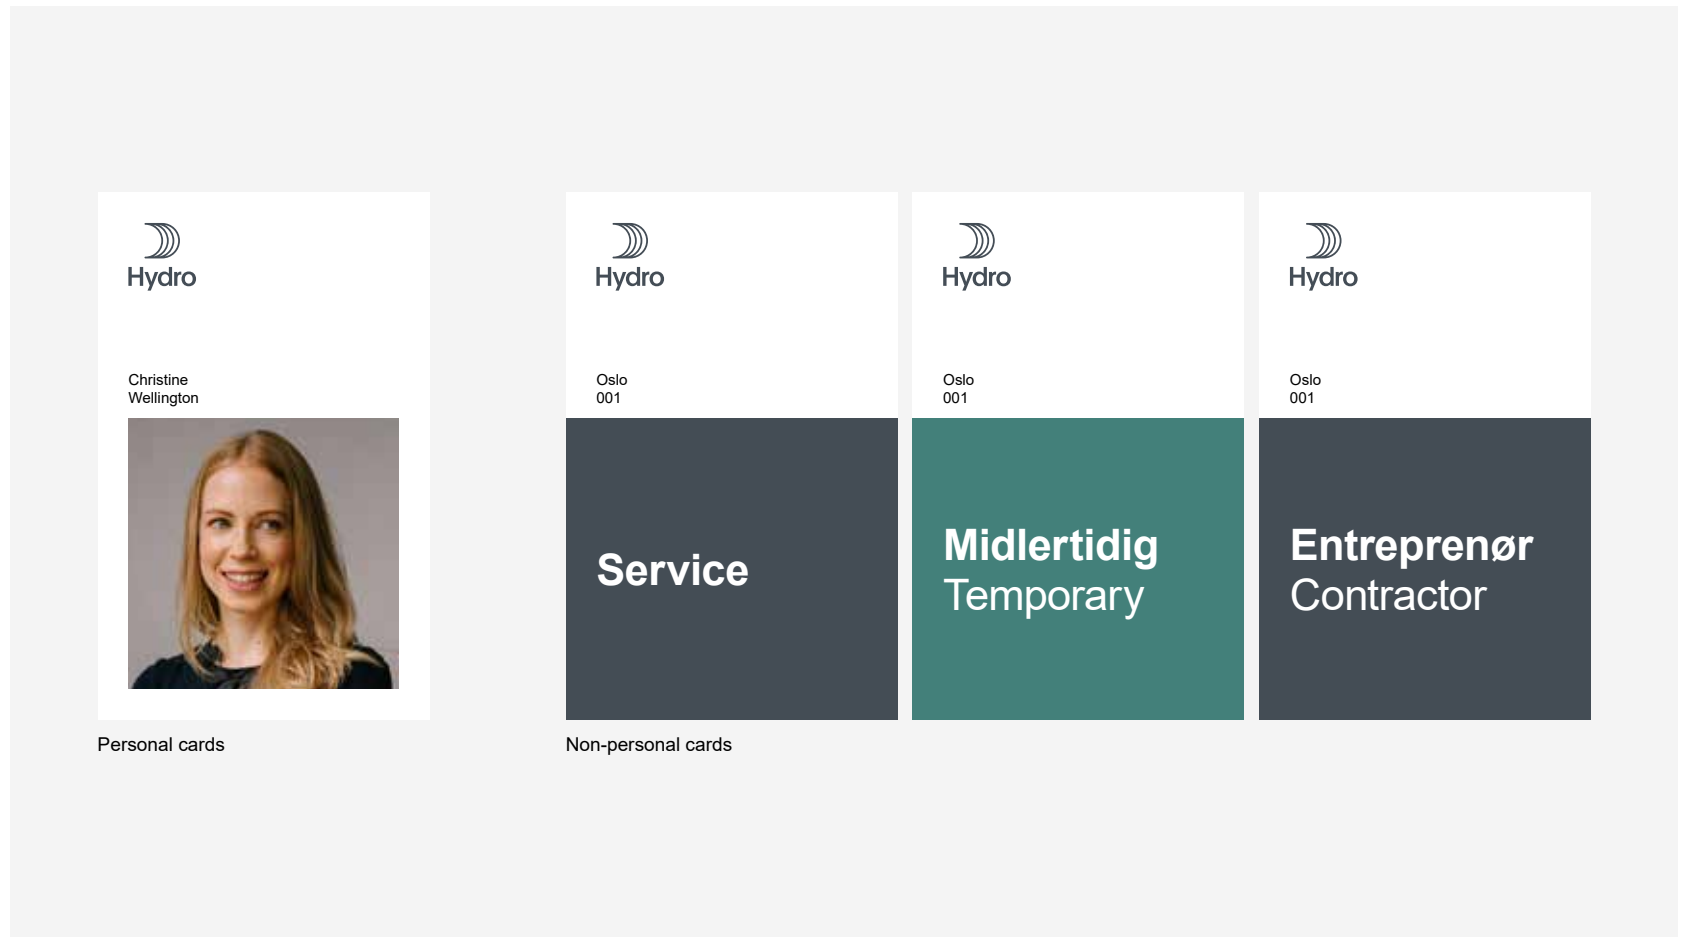 Hydro
Christine
Wellington
Personal cards
Hydro
Oslo
001
Service
Non-personal cards
Hydro
Oslo
001
Midlertidig
Temporary
Hydro
Oslo
001
Entreprenør
Contractor